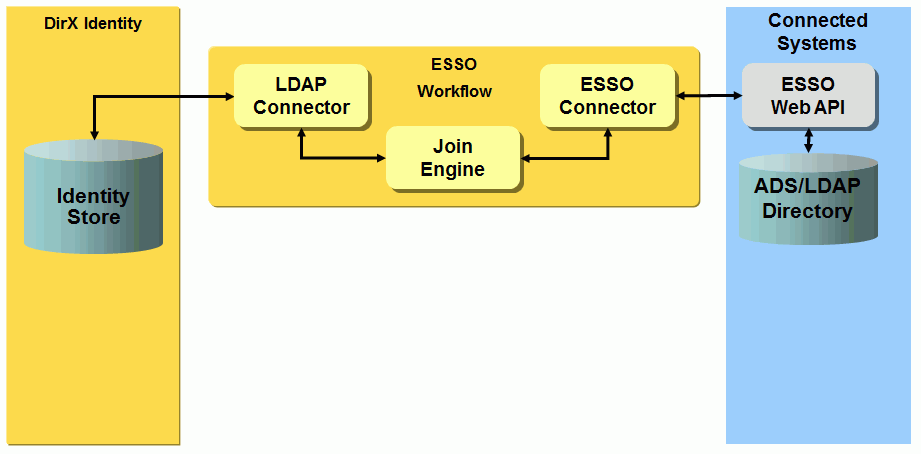 DirX Identity
Identity
Store
ESSO
Workflow
LDAP
Connector
Join
Engine
ESSO
Connector
Connected
Systems
ESSO
Web API
ADS/LDAP
Directory